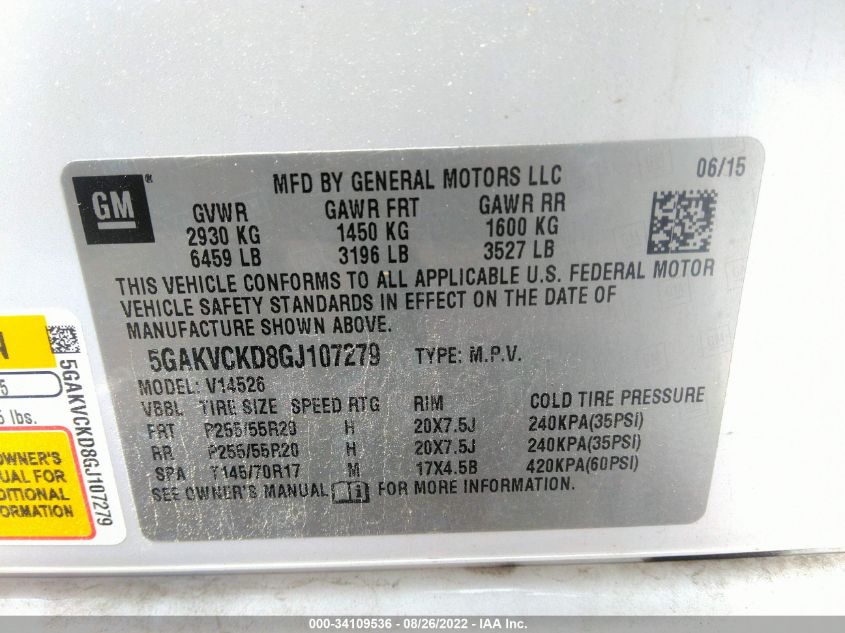 GM
®
MFD BY GENERAL MOTORS LLC
06/15
GVWR GAWR FRT GAWR RR
2930 KG 1450 KG 1600 KG
6459 LB 3196 LB 3527 LB
THIS VEHICLE CONFORMS TO ALL APPLICABLE U.S. FEDERAL MOTOR
VEHICLE SAFETY STANDARDS IN EFFECT ON THE DATE OF
MANUFACTURE SHOWN ABOVE.
5GAKVCKD8GJ107279 TYPE: M.P.V.
MODEL: V14526
VBBL TIRE SIZE SPEED RTG RIM COLD TIRE PRESSURE
FRT P255/55R20 H 20X7.5J 240KPA(35PSI)
RR P255/55R20 H 20X7.5J 240KPA(35PSI)
SPA T145/70R17 M 17X4.5B 420KPA(60PSI)
SEE OWNER'S MANUAL FOR MORE INFORMATION.
N
5
lbs.
OWNER'S
UAL FOR
DITIONAL
ORMATION
5GAKVCKD8GJ107279
000-34109536 - 08/26/2022 - IAA Inc.